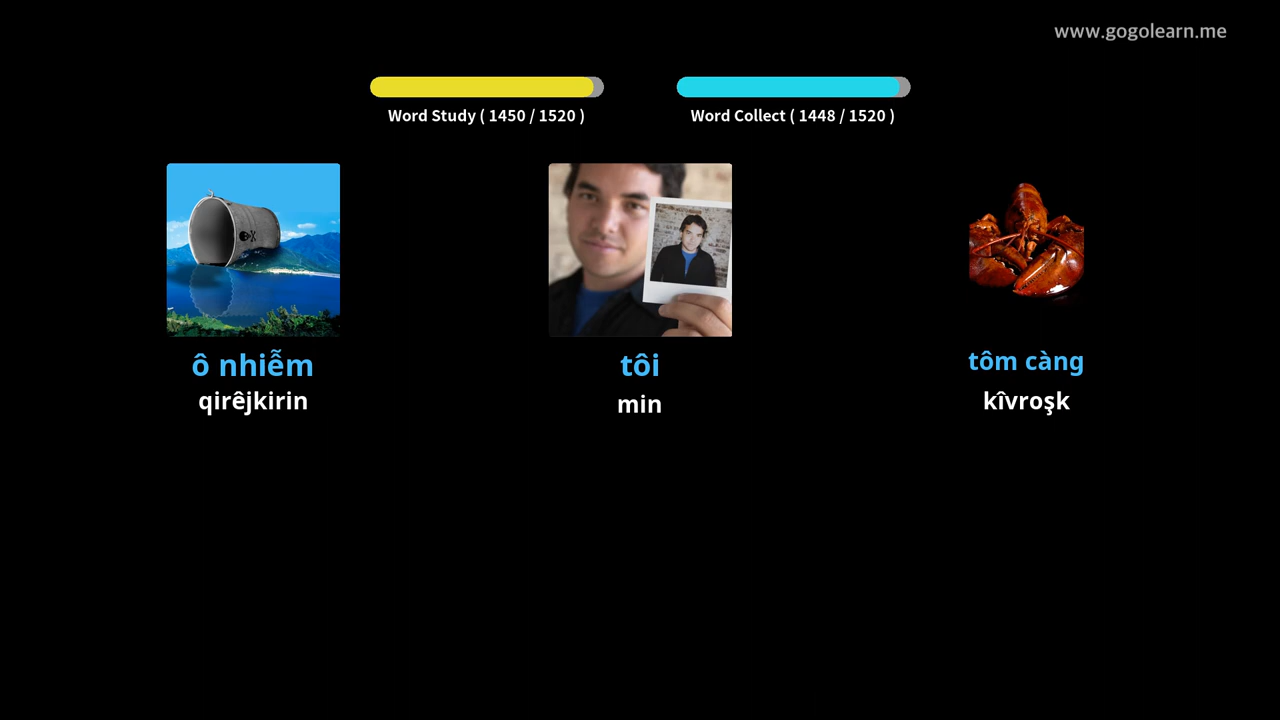 www.gogolearn.me
Word Study ( 1450 / 1520 )
Word Collect ( 1448 / 1520 )
ô nhiễm
qirêjkirin
tôi
min
tôm càng
kîvroşk